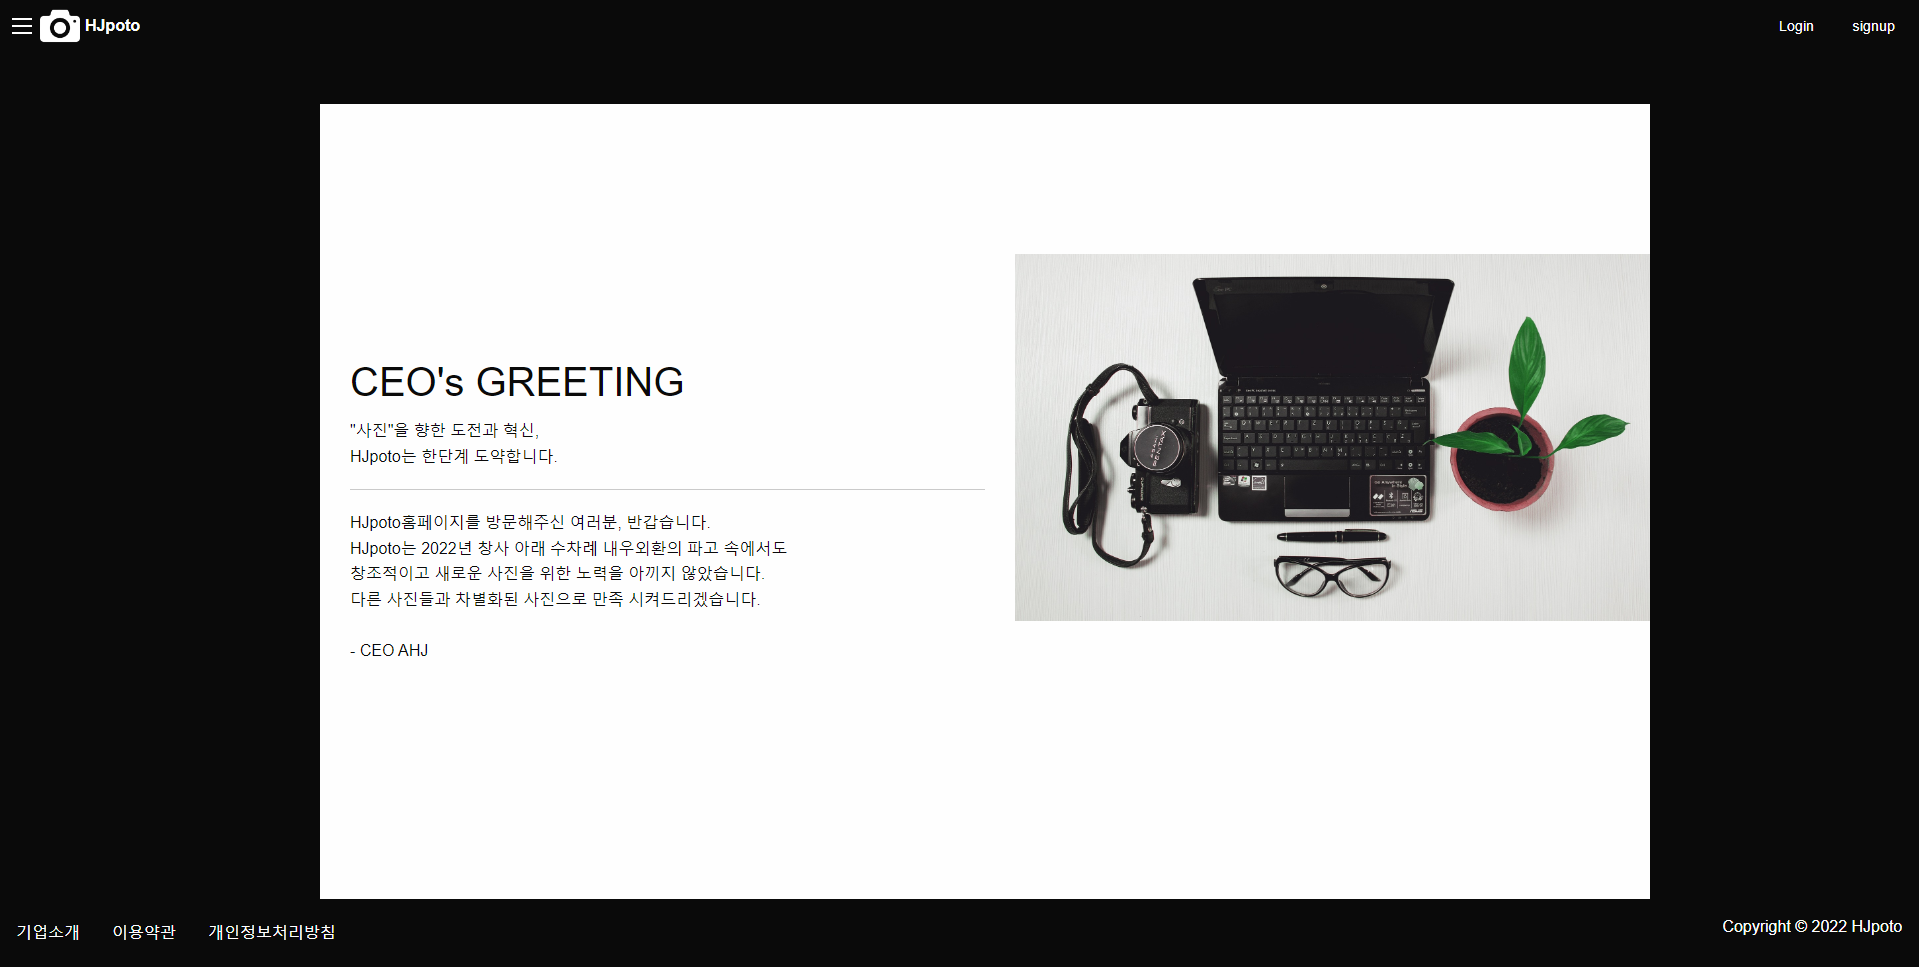 HJpoto
Login
signup
CEO's GREETING
"사진"을 향한 도전과 혁신,
HJpoto는 한단계 도약합니다.
HJpoto홈페이지를 방문해주신 여러분, 반갑습니다.
HJpoto는 2022년 창사 아래 수차례 내우외환의 파고 속에서도
창조적이고 새로운 사진을 위한 노력을 아끼지 않았습니다.
다른 사진들과 차별화된 사진으로 만족 시켜드리겠습니다.
- CEO AHJ
PENTAX
ASUS
기업소개
이용약관
개인정보처리방침
Copyright © 2022 HJpoto